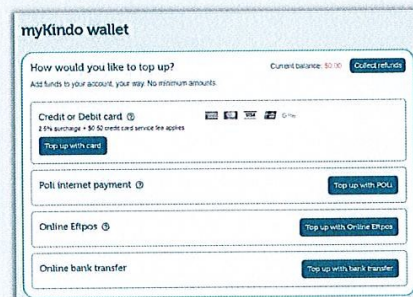 myKindo wallet
How would you like to top up?
Current balance: $0.00
Collect refunds
Add funds to your account, your way. No minimum amounts.
Credit or Debit card
VISA
2.5% surcharge + $0.50 credit card service fee applies
Top up with card
Poli internet payment
Top up with POLi
Online Eftpos
Top up with Online Eftpos
Online bank transfer
Top up with bank transfer